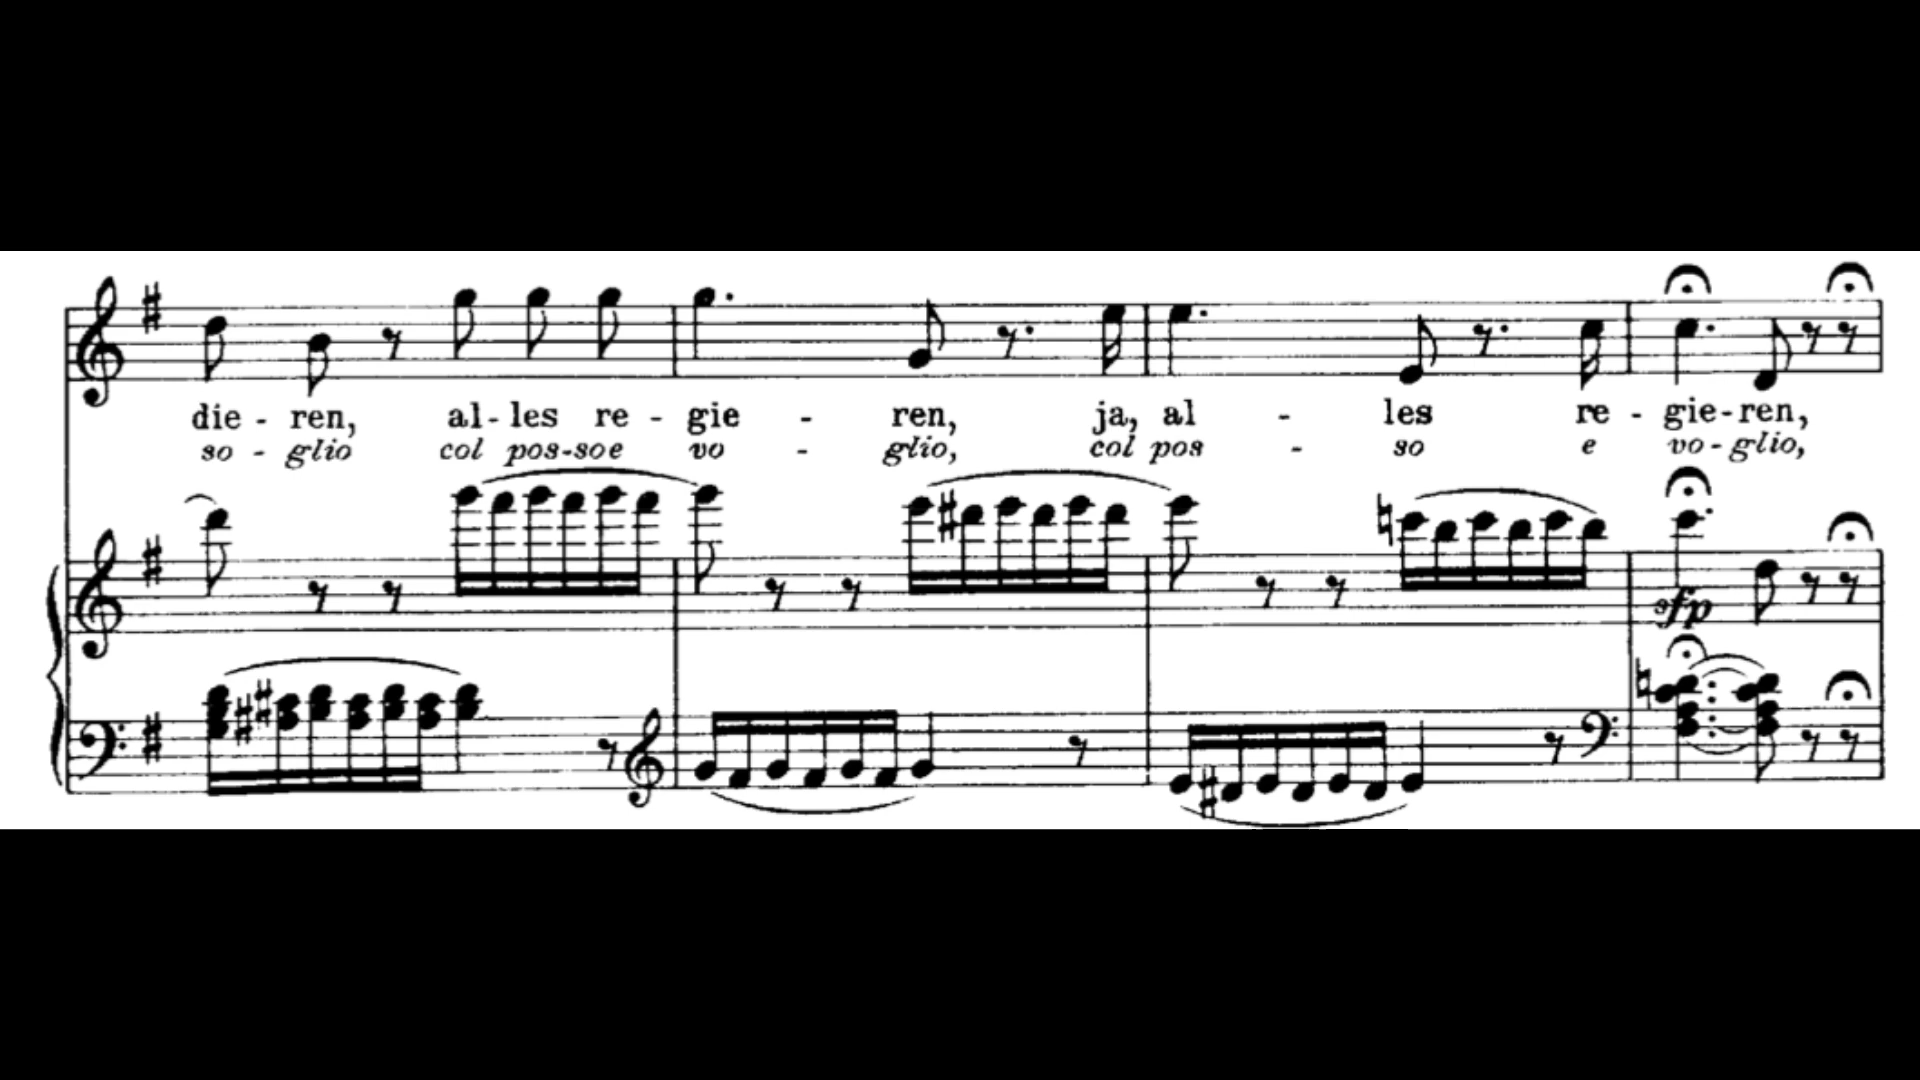 die - ren, al - les re - gie - ren, ja, al - les re - gie - ren,
so - glio col pos - soe vo - glio, col pos - so e vo - glio,
sfp